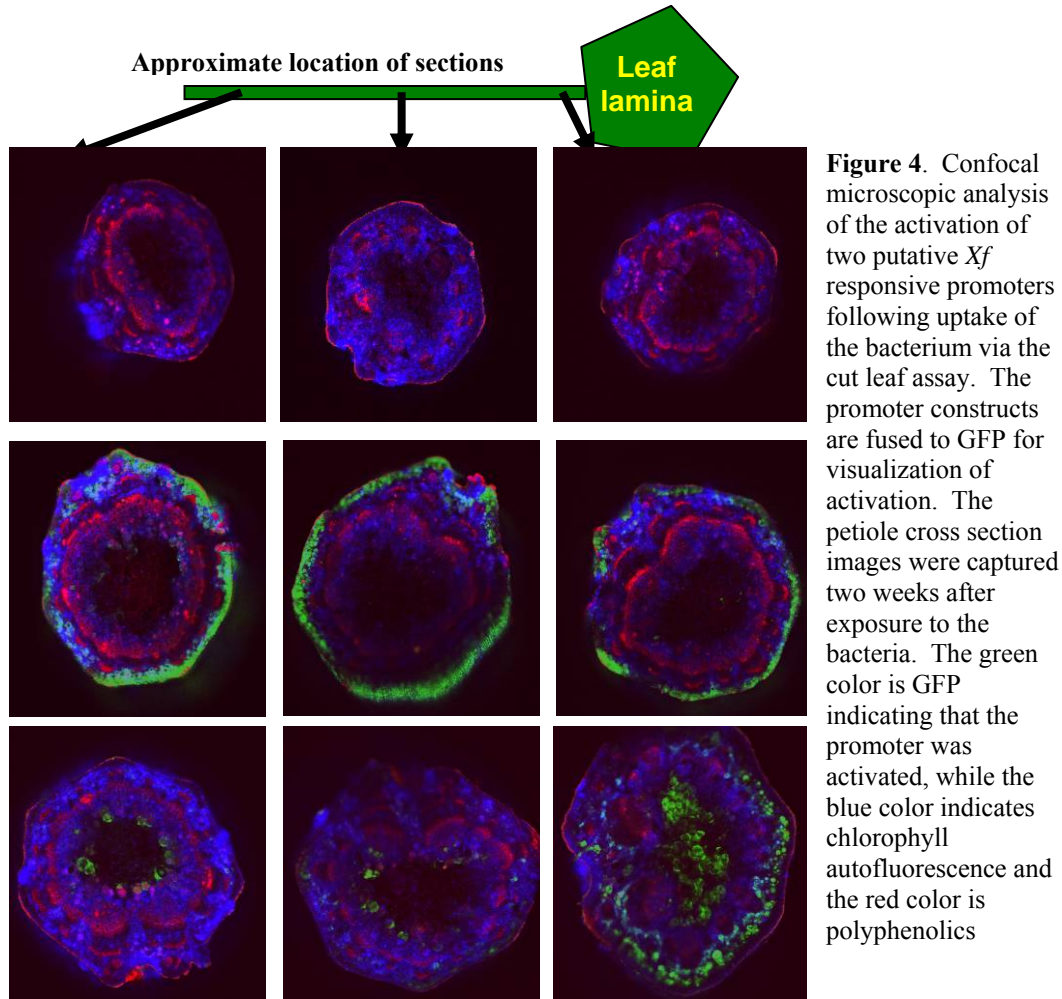 Approximate location of sections
Leaf
lamina
Figure 4. Confocal
microscopic analysis
of the activation of
two putative Xf
responsive promoters
following uptake of
the bacterium via the
cut leaf assay. The
promoter constructs
are fused to GFP for
visualization of
activation. The
petiole cross section
images were captured
two weeks after
exposure to the
bacteria. The green
color is GFP
indicating that the
promoter was
activated, while the
blue color indicates
chlorophyll
autofluorescence and
the red color is
polyphenolics